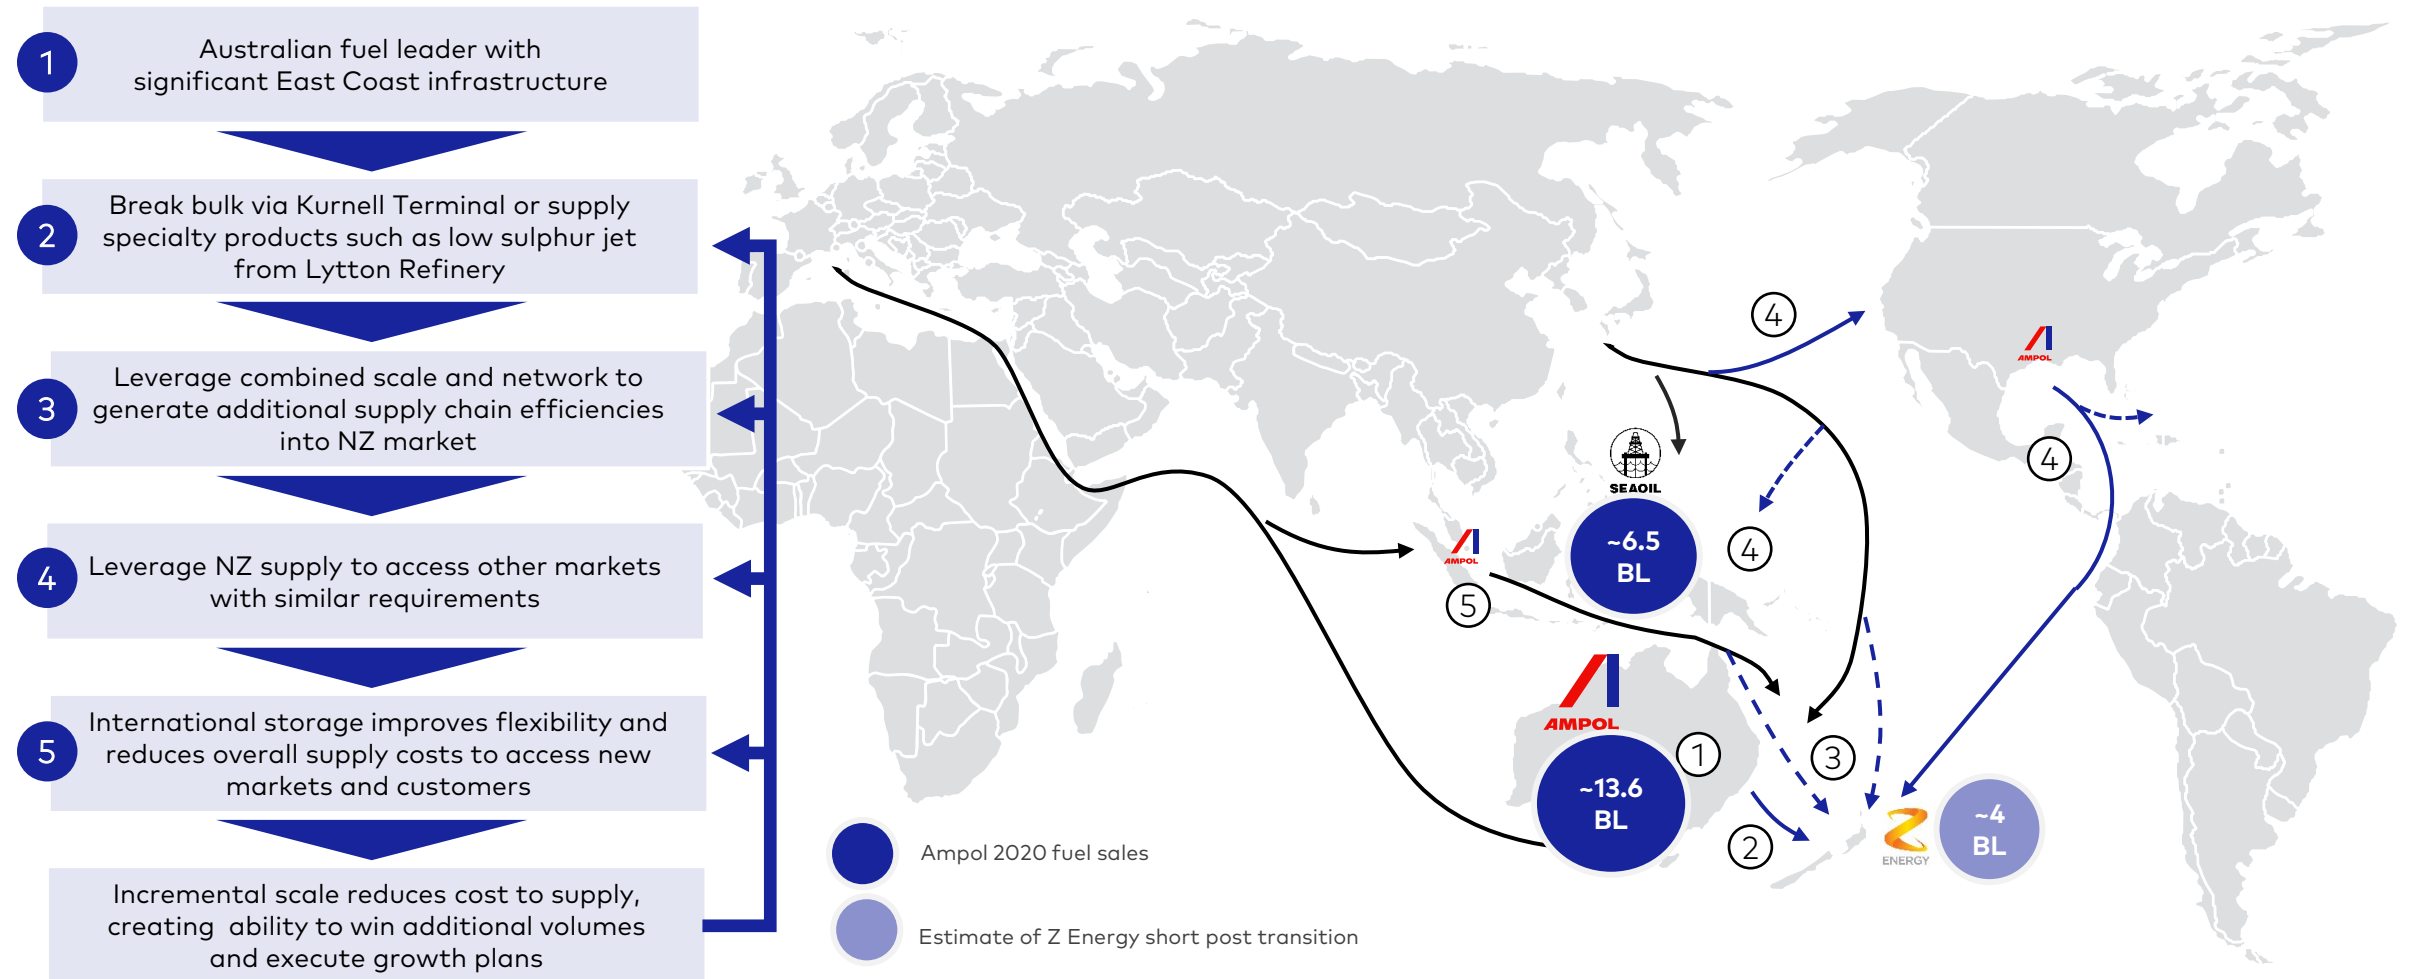 1
Australian fuel leader with
significant East Coast infrastructure
2
Break bulk via Kurnell Terminal or supply
specialty products such as low sulphur jet
from Lytton Refinery
3
Leverage combined scale and network to
generate additional supply chain efficiencies
into NZ market
4
Leverage NZ supply to access other markets
with similar requirements
5
International storage improves flexibility and
reduces overall supply costs to access new
markets and customers
Incremental scale reduces cost to supply,
creating ability to win additional volumes
and execute growth plans
4
AMPOL
4
SEAOIL
~6.5
BL
4
AMPOL
5
AMPOL
1
3
~13.6
BL
2
ENERGY
~4
BL
Ampol 2020 fuel sales
Estimate of Z Energy short post transition